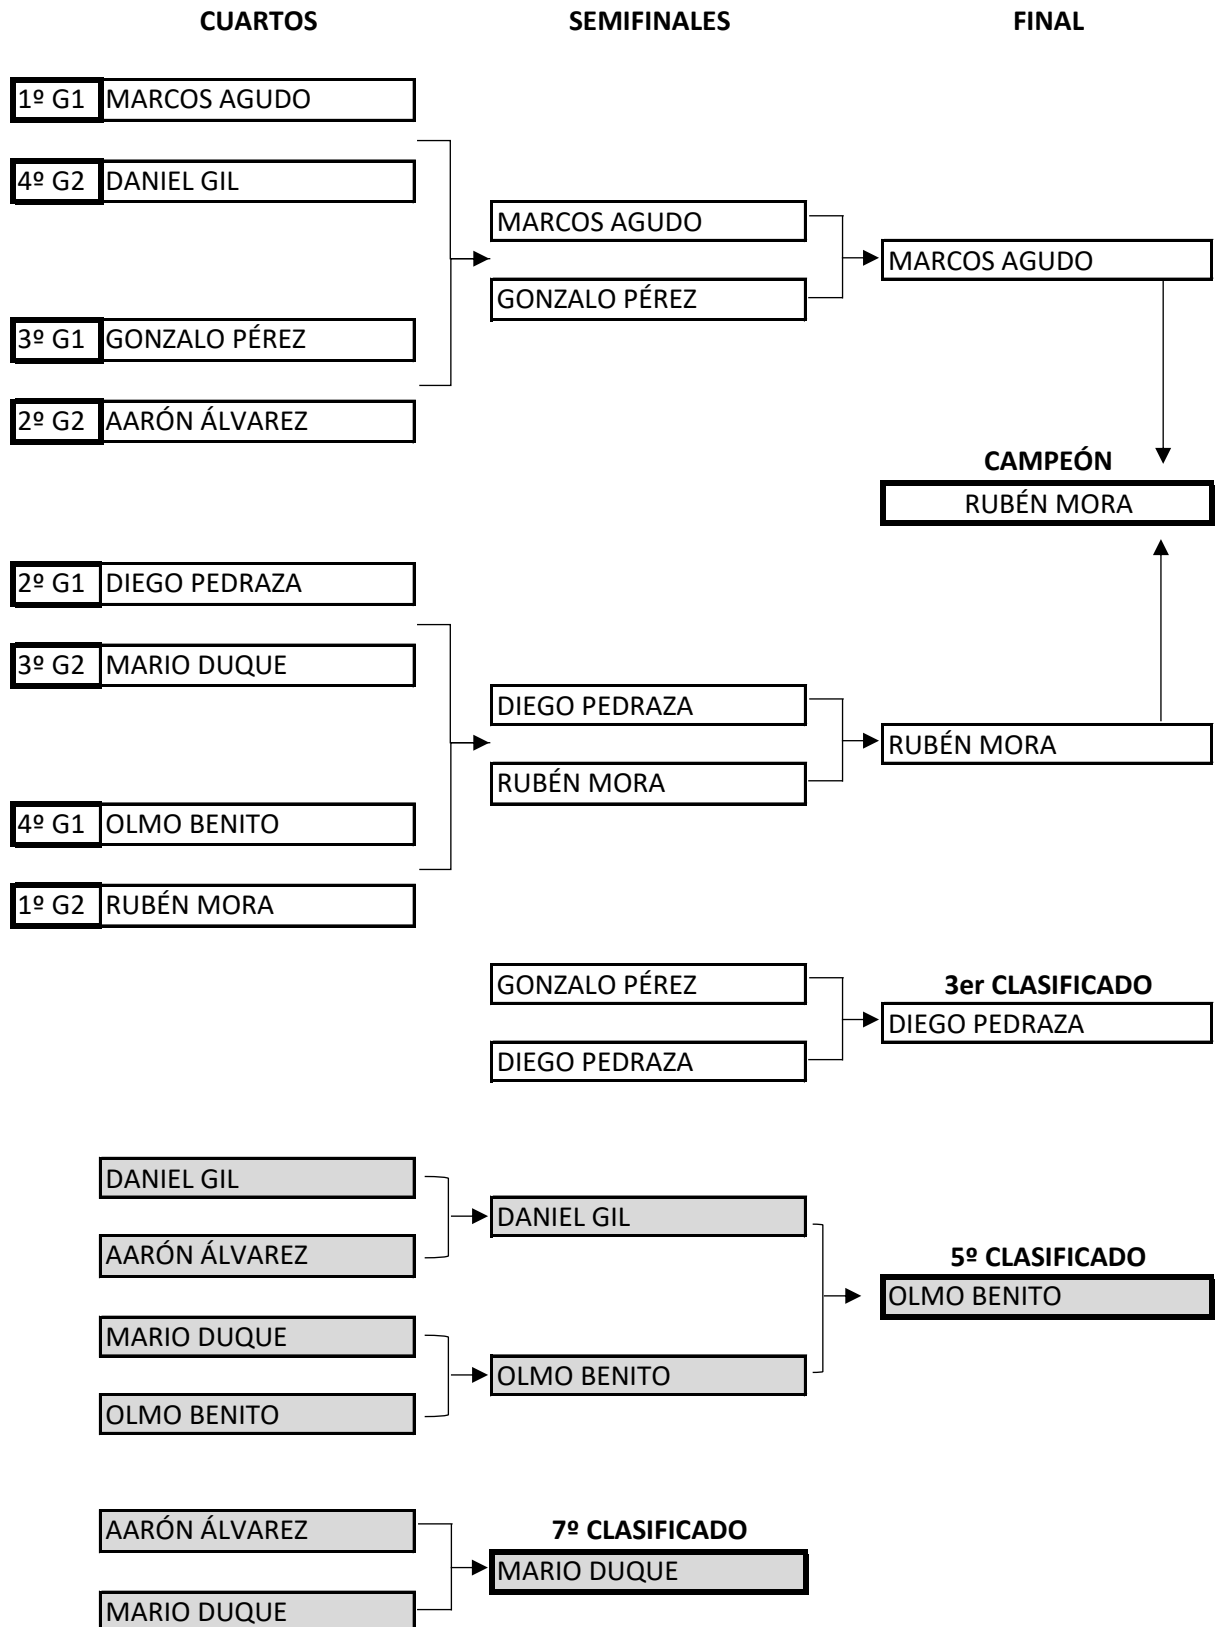 CUARTOS SEMIFINALES FINAL
1º G1 MARCOS AGUDO
4º G2 DANIEL GIL
MARCOS AGUDO
MARCOS AGUDO
GONZALO PÉREZ
3º G1 GONZALO PÉREZ
2º G2 AARÓN ÁLVAREZ
CAMPEÓN
RUBÉN MORA
2º G1 DIEGO PEDRAZA
3º G2 MARIO DUQUE
DIEGO PEDRAZA
RUBÉN MORA
RUBÉN MORA
4º G1 OLMO BENITO
1º G2 RUBÉN MORA
GONZALO PÉREZ 3er CLASIFICADO
DIEGO PEDRAZA
DIEGO PEDRAZA
DANIEL GIL
DANIEL GIL
AARÓN ÁLVAREZ 5º CLASIFICADO
OLMO BENITO
MARIO DUQUE
OLMO BENITO
OLMO BENITO
AARÓN ÁLVAREZ 7º CLASIFICADO
MARIO DUQUE
MARIO DUQUE